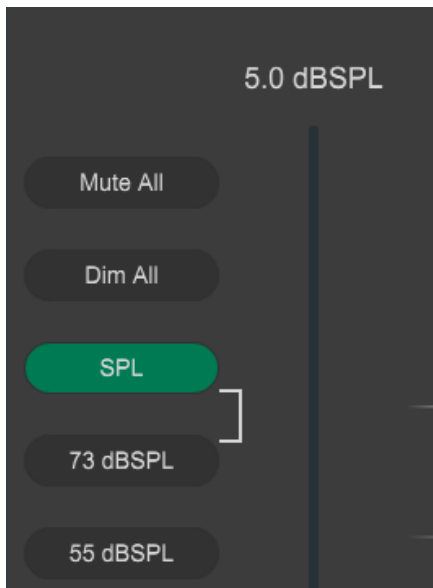 5.0 dBSPL
Mute All
Dim All
SPL
73 dBSPL
55 dBSPL